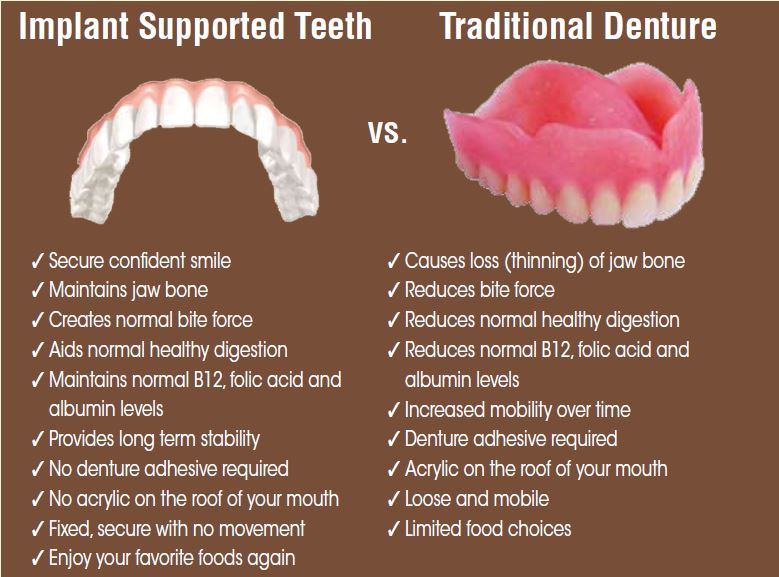 Implant Supported Teeth
Traditional Denture
vs.
✓ Secure confident smile
✓ Maintains jaw bone
✓ Creates normal bite force
✓ Aids normal healthy digestion
✓ Maintains normal B12, folic acid and
albumin levels
✓ Provides long term stability
✓ No denture adhesive required
✓ No acrylic on the roof of your mouth
✓ Fixed, secure with no movement
✓ Enjoy your favorite foods again
✓ Causes loss (thinning) of jaw bone
✓ Reduces bite force
✓ Reduces normal healthy digestion
✓ Reduces normal B12, folic acid and
albumin levels
✓ Increased mobility over time
✓ Denture adhesive required
✓ Acrylic on the roof of your mouth
✓ Loose and mobile
✓ Limited food choices